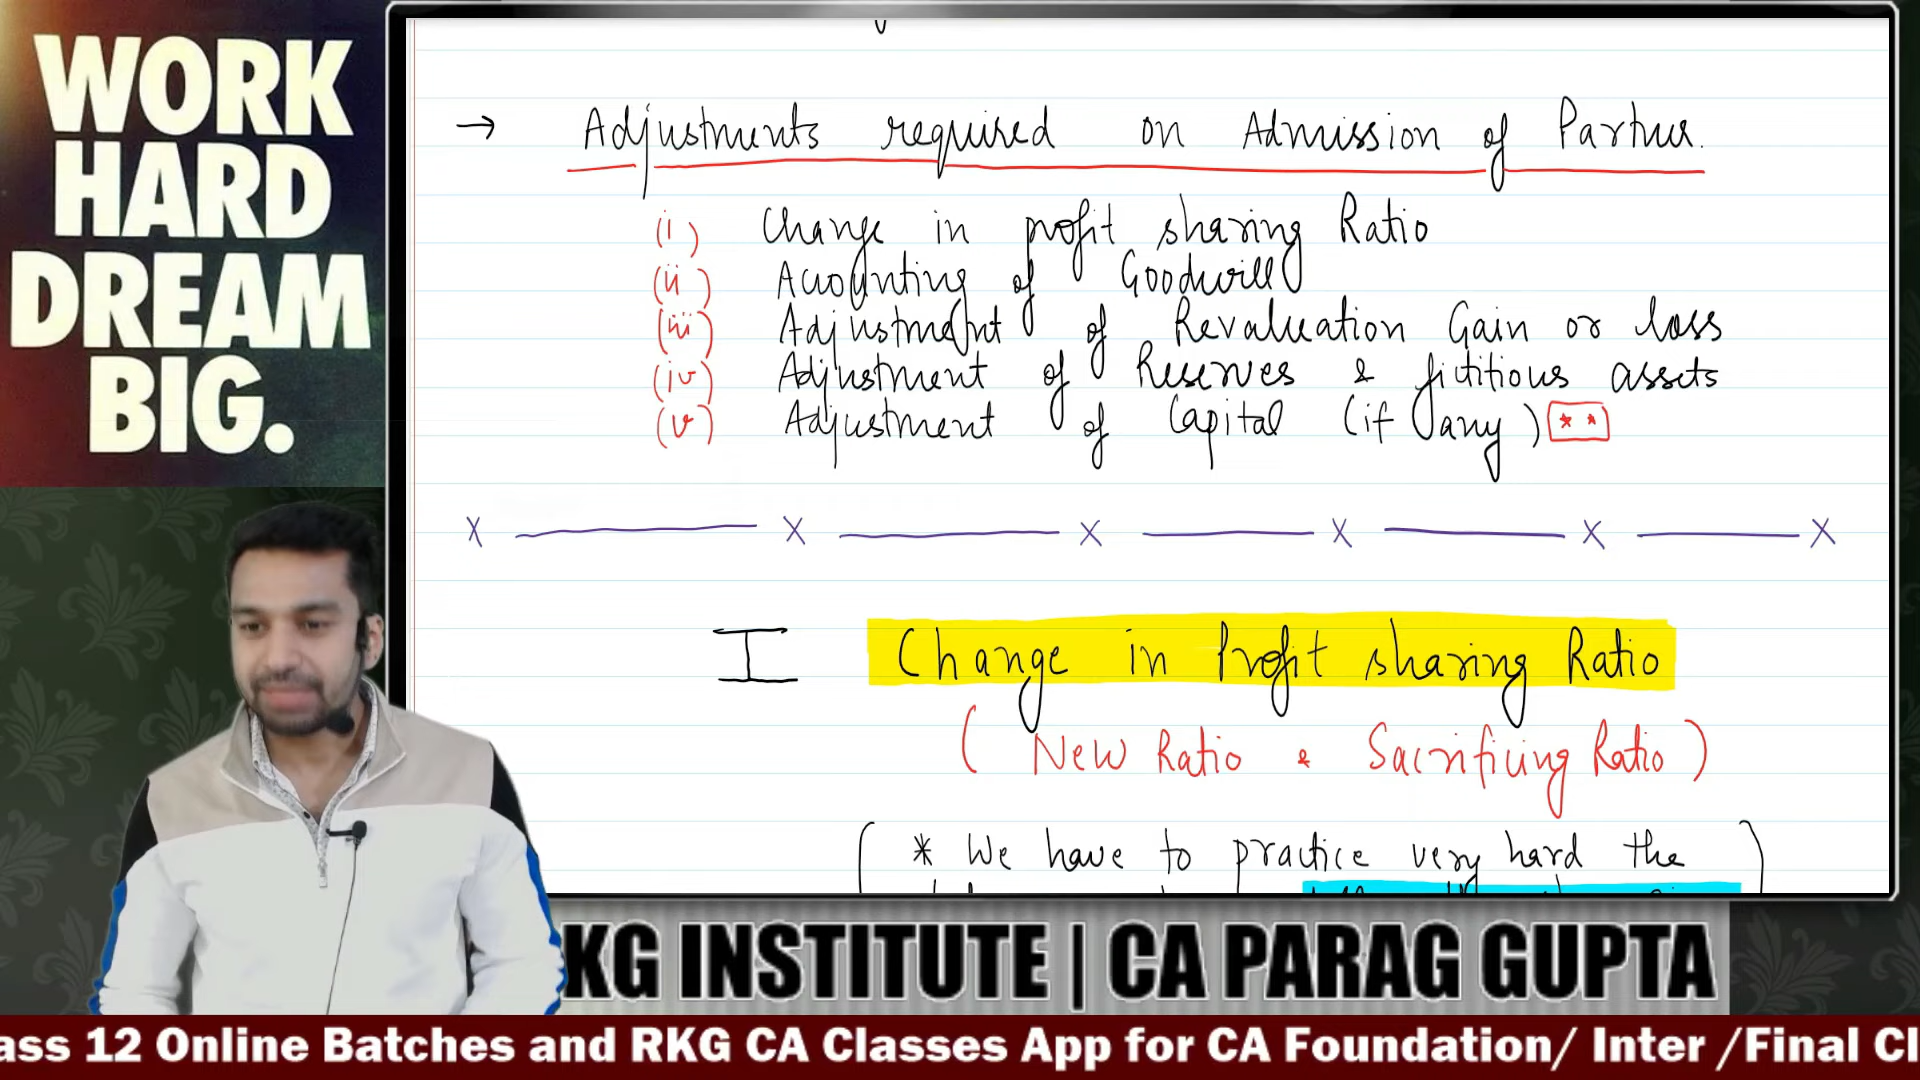 WORK
HARD
DREAM
BIG.
→ Adjustments required on Admission of Partner.
(i) Change in profit sharing Ratio
(ii) Accounting of Goodwill
(iii) Adjustment of Revaluation Gain or loss
(iv) Adjustment of Reserves & fictitious assets
(v) Adjustment of Capital (if any) **
X X X X X X
I Change in Profit sharing Ratio
(New Ratio & Sacrificing Ratio)
( * We have to practice very hard the )
KG INSTITUTE | CA PARAG GUPTA
ass 12 Online Batches and RKG CA Classes App for CA Foundation/ Inter /Final Cl